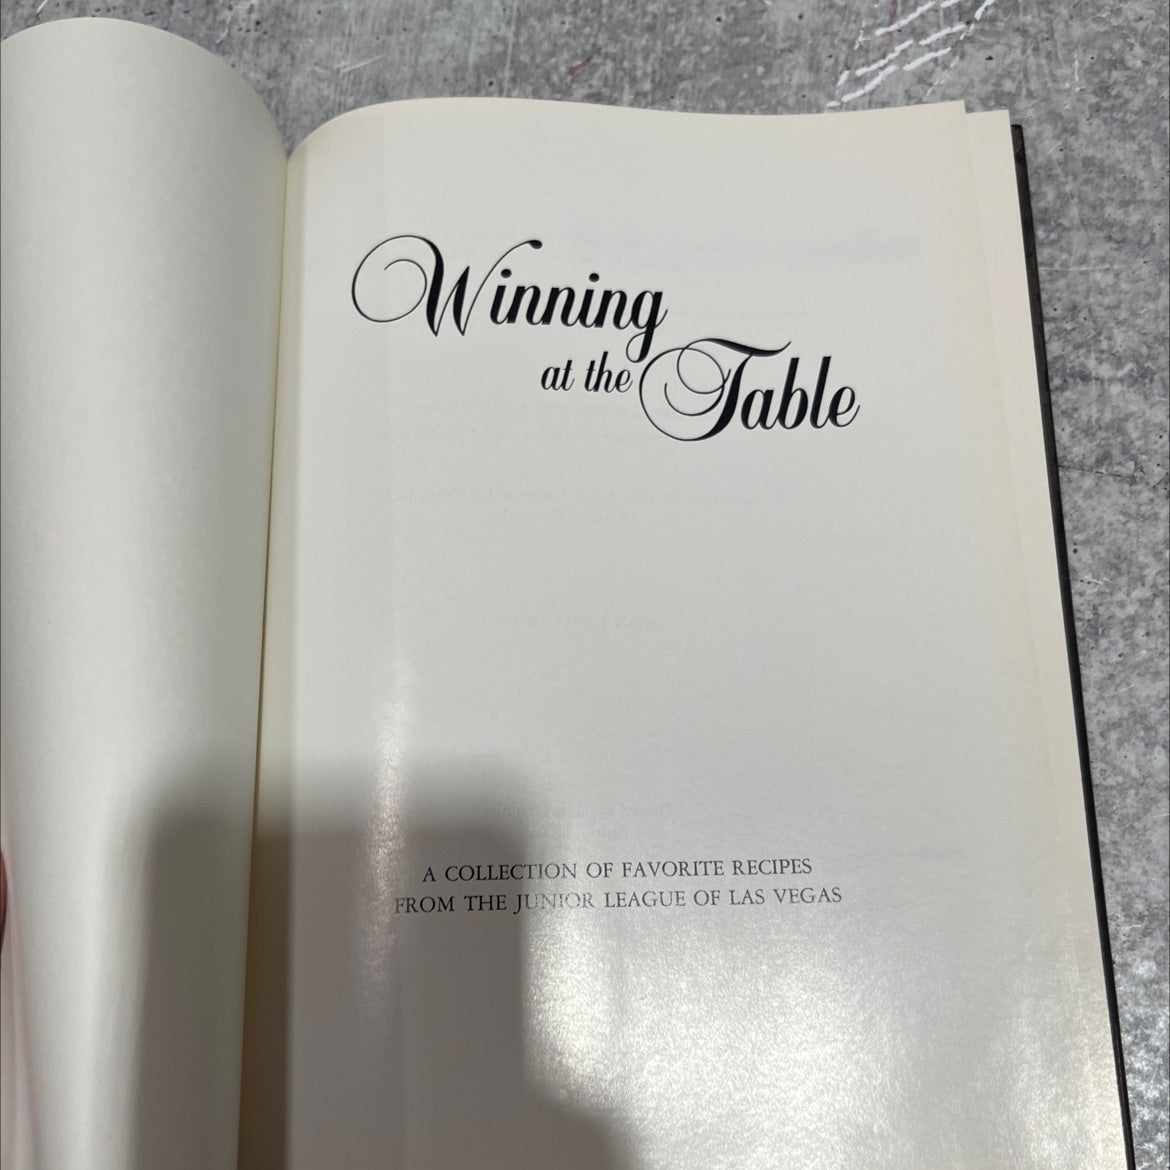 Winning
at the Table
A COLLECTION OF FAVORITE RECIPES
FROM THE JUNIOR LEAGUE OF LAS VEGAS